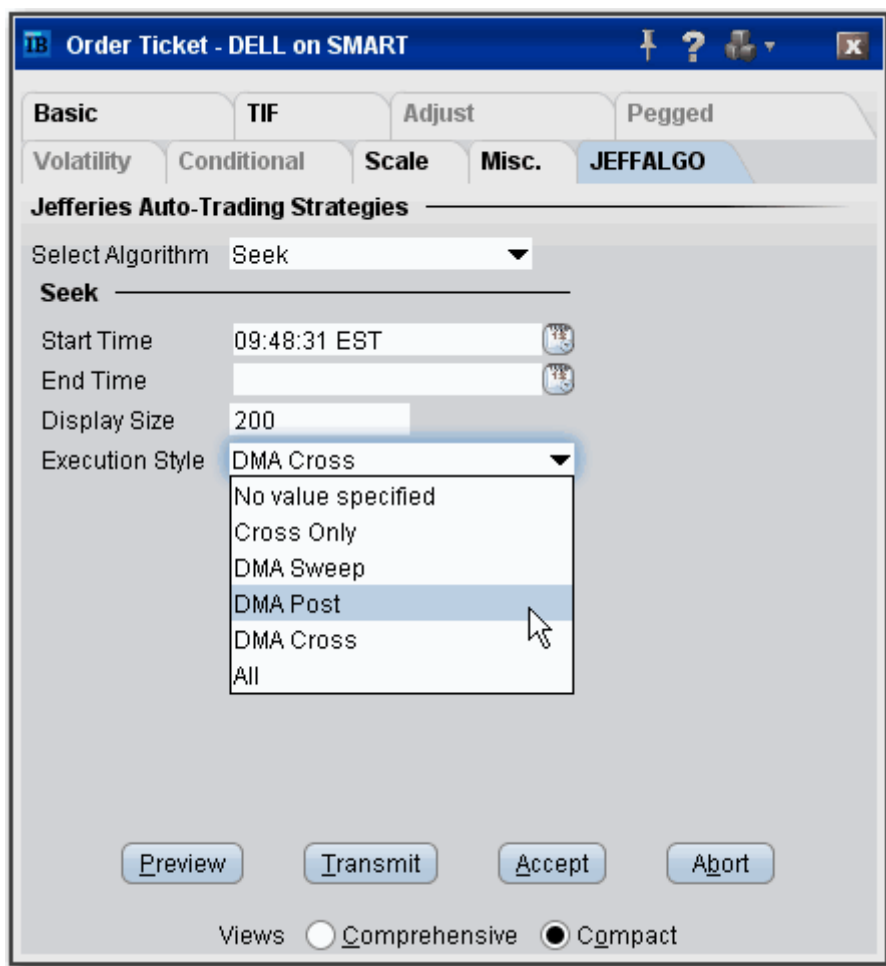 IB Order Ticket - DELL on SMART ?
Basic TIF Adjust Pegged
Volatility Conditional Scale Misc. JEFFALGO
Jefferies Auto-Trading Strategies
Select Algorithm Seek
Seek
Start Time 09:48:31 EST
End Time
Display Size 200
Execution Style DMA Cross
No value specified
Cross Only
DMA Sweep
DMA Post
DMA Cross
All
Preview Transmit Accept Abort
Views Comprehensive Compact